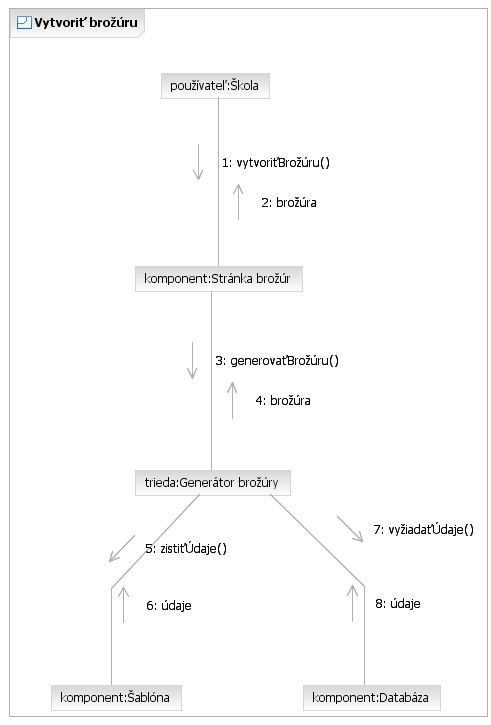 Vytvoriť brožúru
používateľ:Škola
1: vytvoriťBrožúru()
2: brožúra
komponent:Stránka brožúr
3: generovaťBrožúru()
4: brožúra
trieda:Generátor brožúry
7: vyžiadaťÚdaje()
5: zistiťÚdaje()
6: údaje
8: údaje
komponent:Šablóna
komponent:Databáza